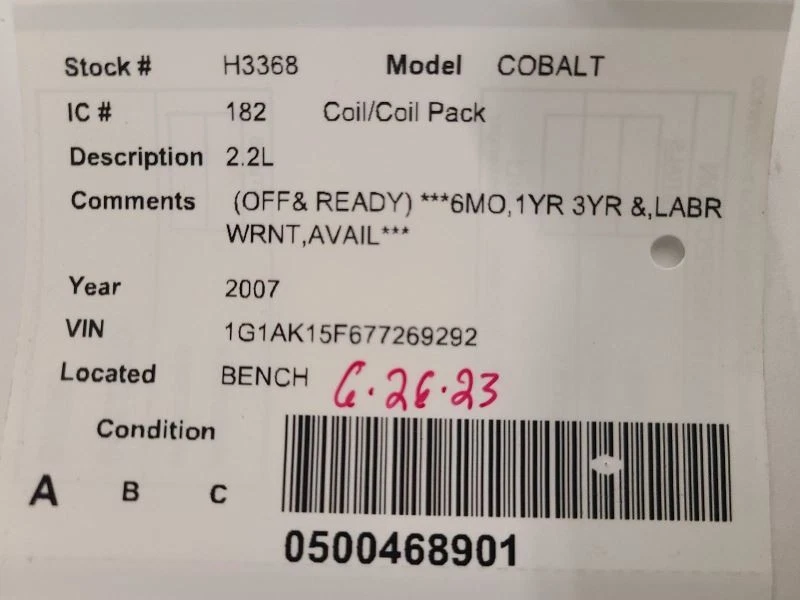 Stock # H3368 Model COBALT
IC # 182 Coil/Coil Pack
Description 2.2L
Comments (OFF& READY) ***6MO,1YR 3YR &,LABR
WRNT,AVAIL***
Year 2007
VIN 1G1AK15F677269292
Located BENCH 6.26.23
Condition
A B C
0500468901